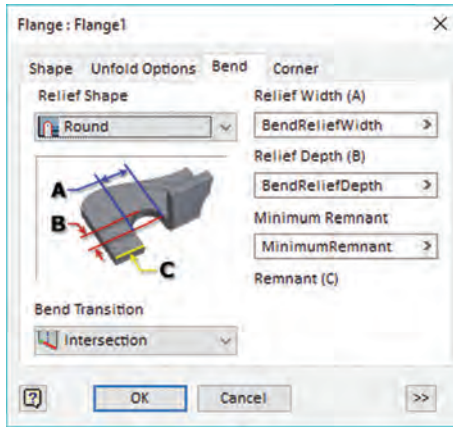 Flange : Flange1
Shape Unfold Options Bend Corner
Relief Shape
Round
A
B
C
Bend Transition
Intersection
Relief Width (A)
BendReliefWidth
Relief Depth (B)
BendReliefDepth
Minimum Remnant
MinimumRemnant
Remnant (C)
OK Cancel >>